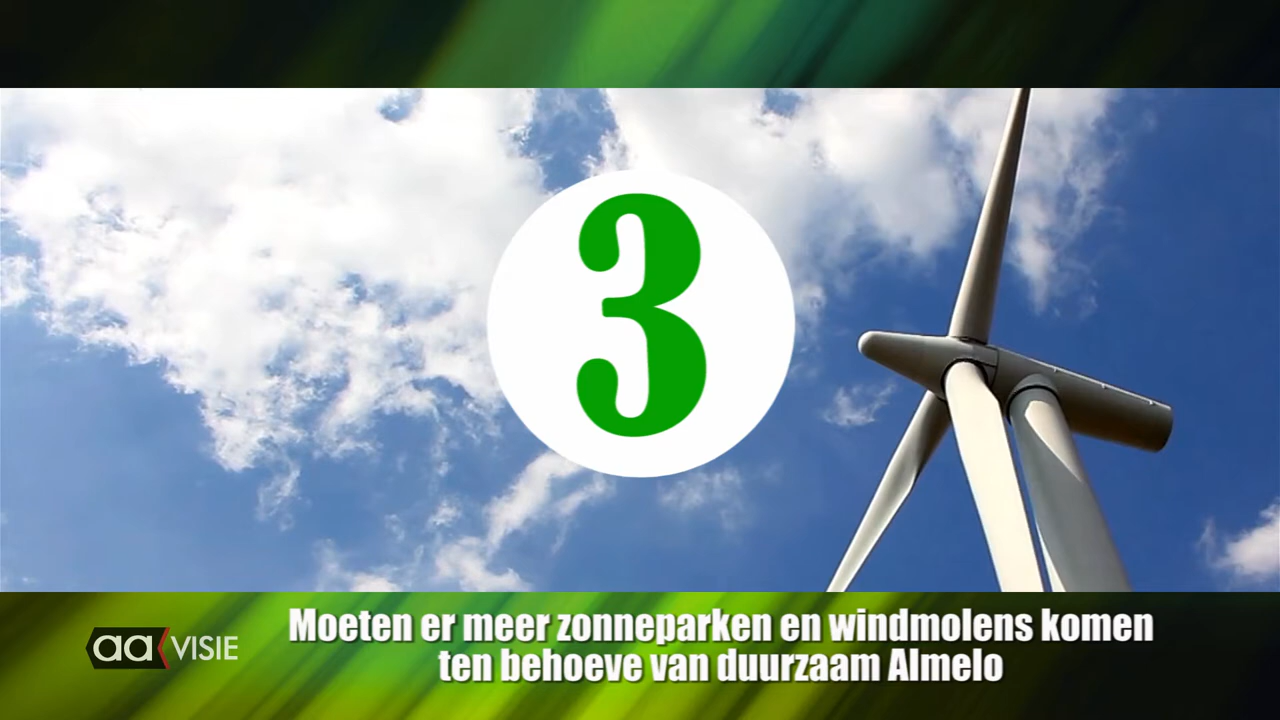 3
Moeten er meer zonneparken en windmolens komen
ten behoeve van duurzaam Almelo
aa VISIE